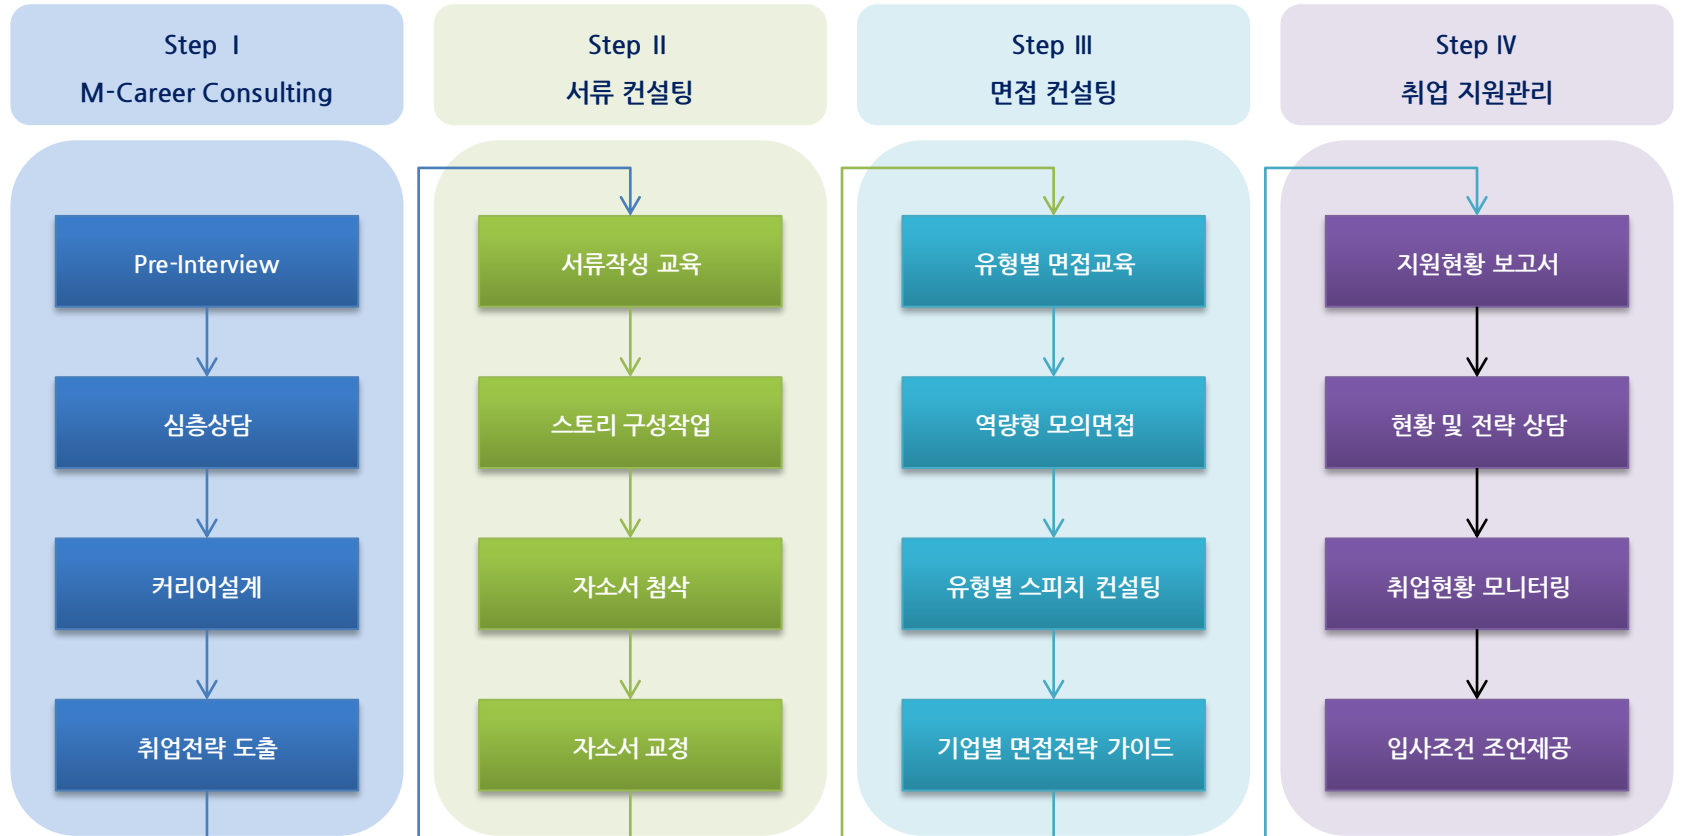 Step Ⅰ
M-Career Consulting
Pre-Interview
심층상담
커리어설계
취업전략 도출
Step Ⅱ
서류 컨설팅
서류작성 교육
스토리 구성작업
자소서 첨삭
자소서 교정
Step Ⅲ
면접 컨설팅
유형별 면접교육
역량형 모의면접
유형별 스피치 컨설팅
기업별 면접전략 가이드
Step Ⅳ
취업 지원관리
지원현황 보고서
현황 및 전략 상담
취업현황 모니터링
입사조건 조언제공